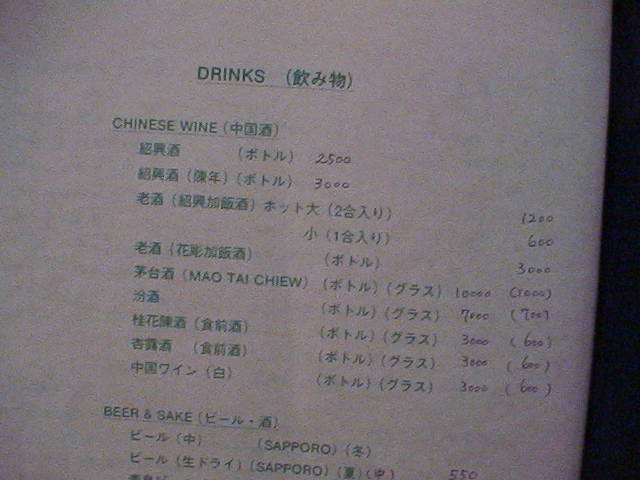 DRINKS (飲み物)
CHINESE WINE (中国酒)
紹興酒 (ボトル) 2500
紹興酒 (陳年) (ボトル) 3000
老酒 (紹興加飯酒) ホット大 (2合入り) 1200
小 (1合入り) 600
老酒 (花彫加飯酒) (ボトル) 3000
茅台酒 (MAO TAI CHIEW) (ボトル) (グラス) 10000 (1000)
汾酒 (ボトル) (グラス) 7000 (700)
桂花陳酒 (食前酒) (ボトル) (グラス) 3000 (600)
杏露酒 (食前酒) (ボトル) (グラス) 3000 (600)
中国ワイン (白) (ボトル) (グラス) 3000 (600)
BEER & SAKE (ビール・酒)
ビール (中) (SAPPORO) (冬)
ビール (生ドライ) (SAPPORO) (夏) (中) 550